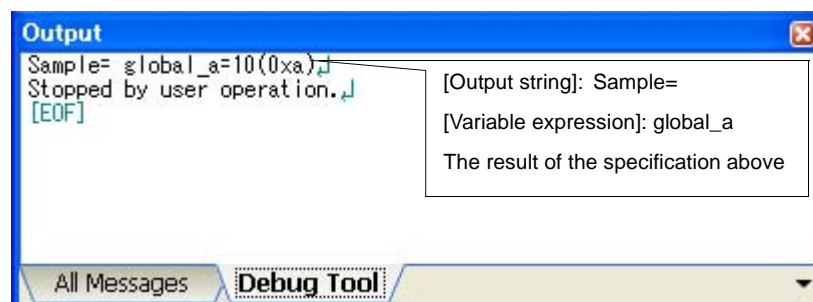 Output
Sample= global_a=10(0xa)↲
Stopped by user operation.↲
[EOF]
[Output string]: Sample=
[Variable expression]: global_a
The result of the specification above
All Messages
Debug Tool